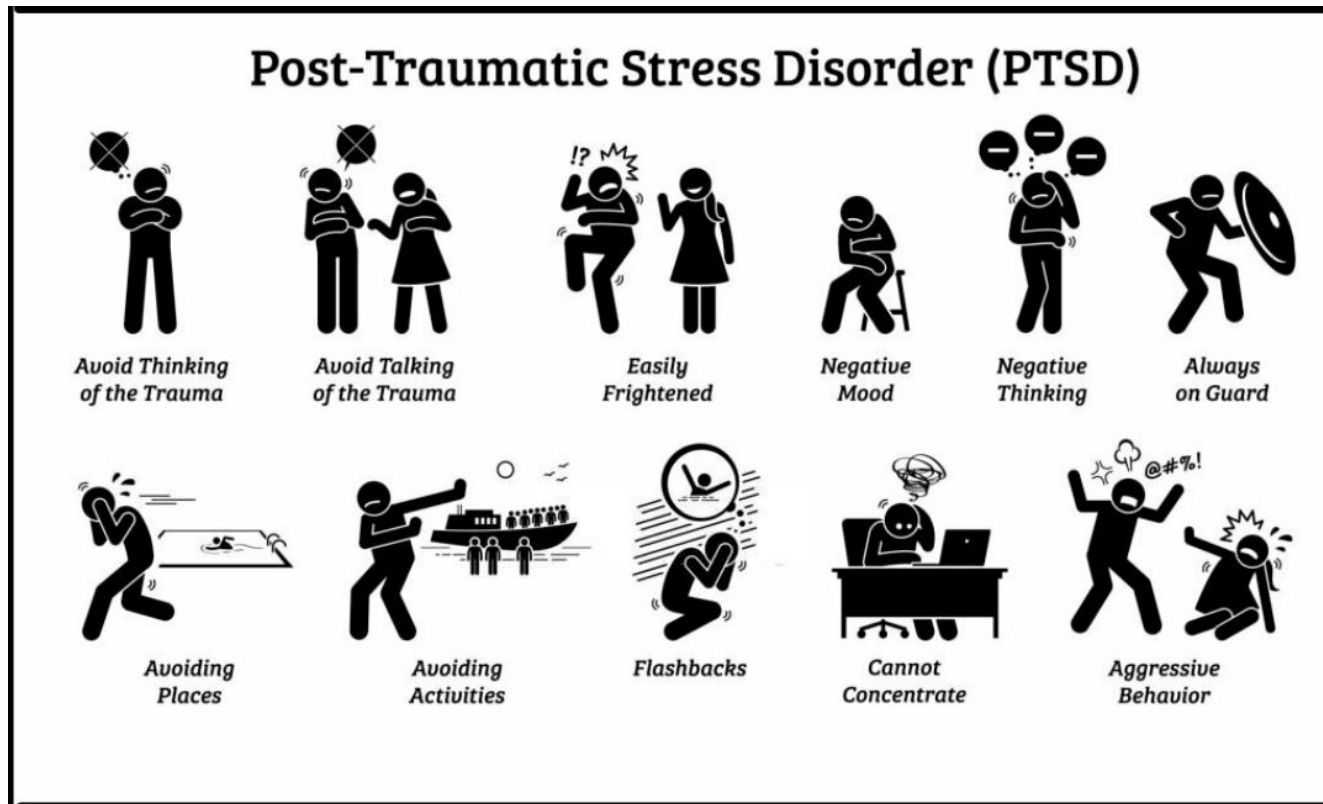 Post-Traumatic Stress Disorder (PTSD)
!?
Avoid Thinking
of the Trauma
Avoid Talking
of the Trauma
Easily
Frightened
Negative
Mood
Negative
Thinking
Always
on Guard
@#%!
Avoiding
Places
Avoiding
Activities
Flashbacks
Cannot
Concentrate
Aggressive
Behavior